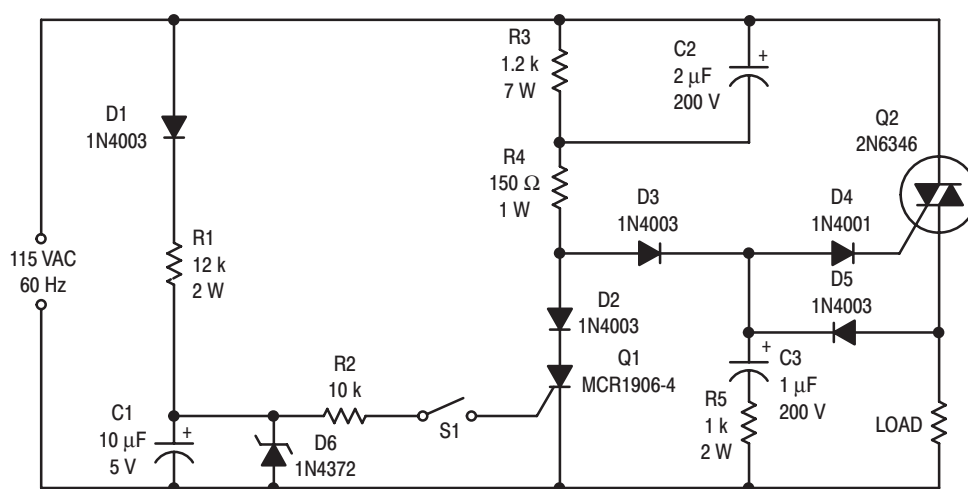 R3
1.2 k
7 W
C2
2 μF
200 V
+
D1
1N4003
Q2
2N6346
R4
150 Ω
1 W
D3
1N4003
D4
1N4001
115 VAC
60 Hz
R1
12 k
2 W
D5
1N4003
D2
1N4003
R2
10 k
Q1
MCR1906-4
+
C3
1 μF
200 V
C1
10 μF
5 V
+
S1
D6
1N4372
R5
1 k
2 W
LOAD